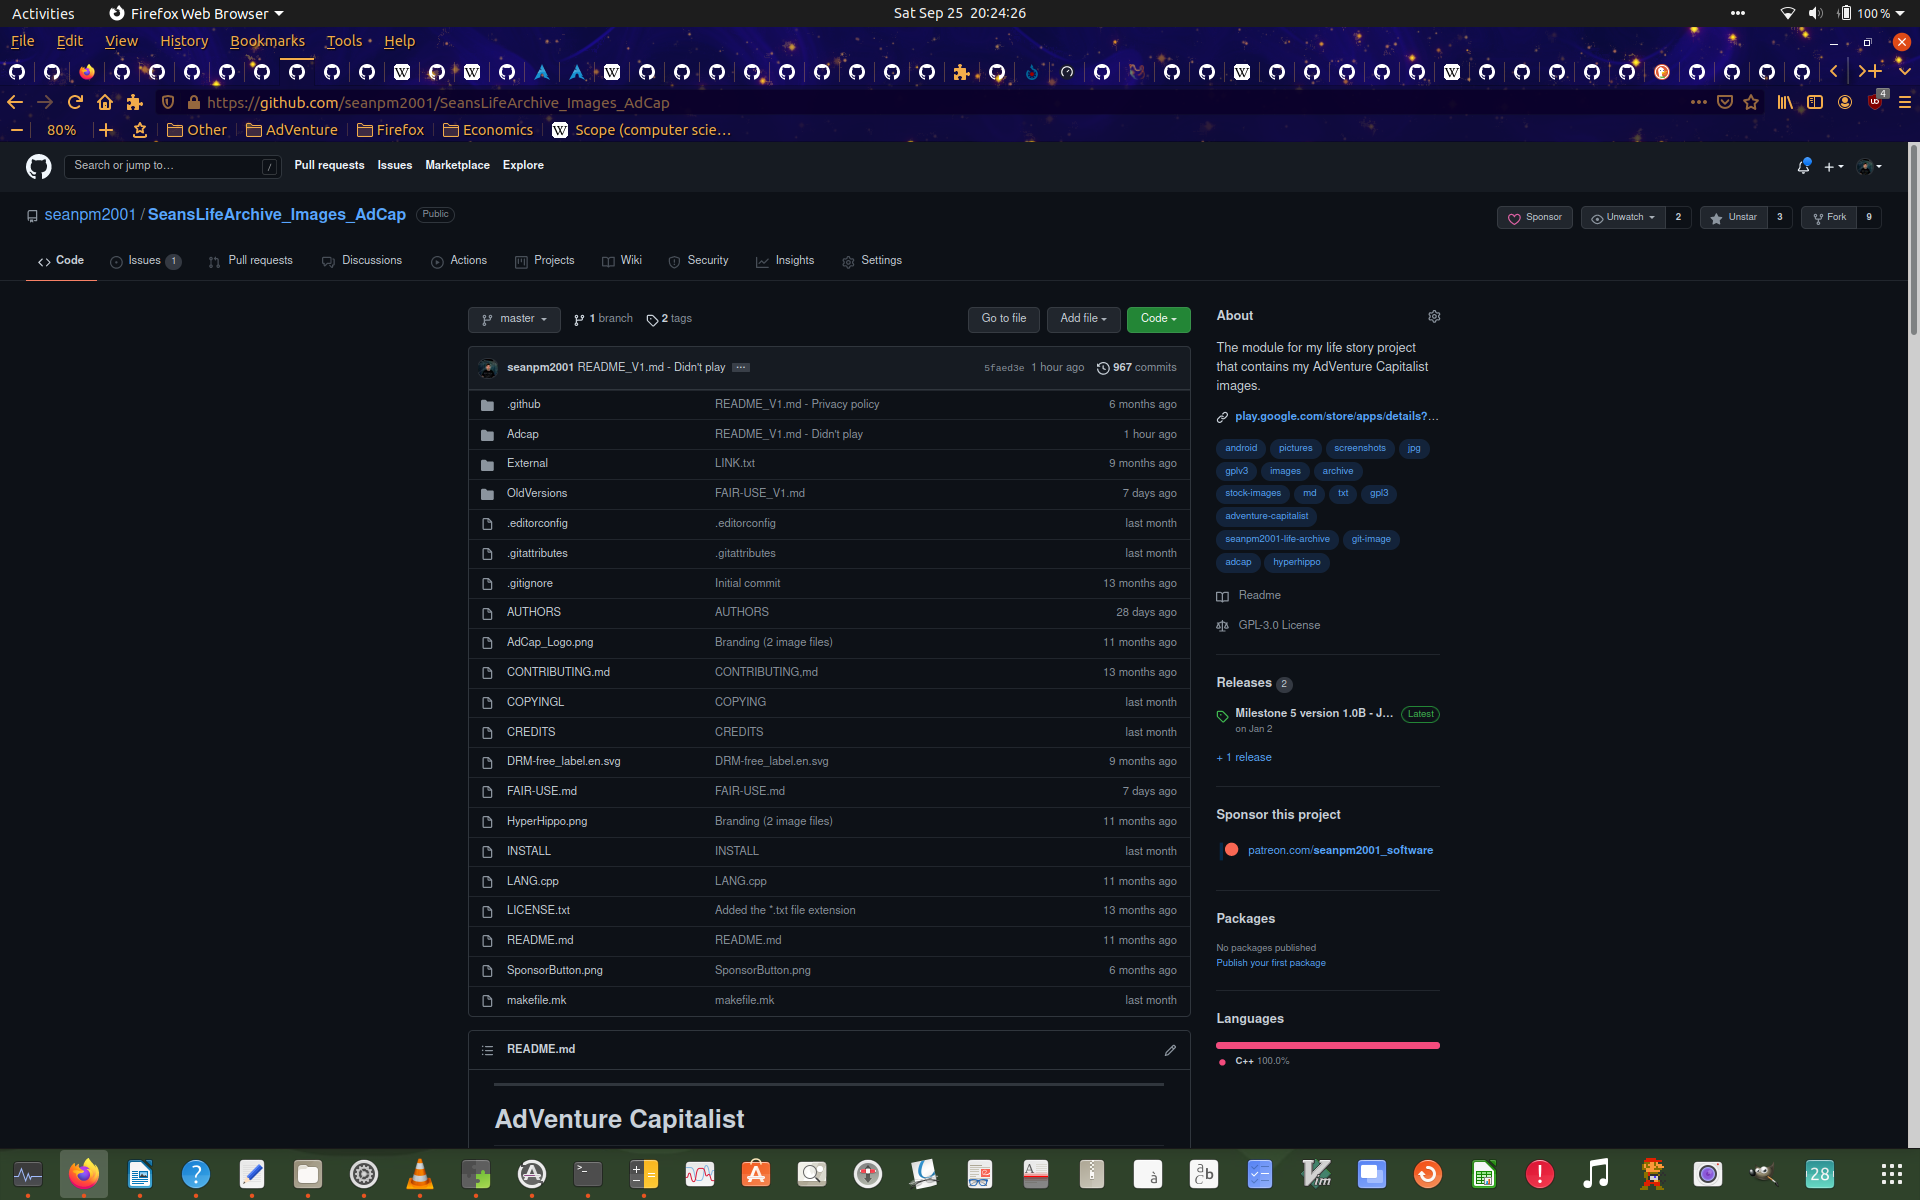 Activities Firefox Web Browser Sat Sep 25 20:24:26 100 %
File Edit View History Bookmarks Tools Help
https://github.com/seanpm2001/SeansLifeArchive_Images_AdCap 4
80% Other AdVenture Firefox Economics Scope (computer scie…
Search or jump to… / Pull requests Issues Marketplace Explore
seanpm2001 / SeansLifeArchive_Images_AdCap Public Sponsor Unwatch 2 Unstar 3 Fork 9
Code Issues 1 Pull requests Discussions Actions Projects Wiki Security Insights Settings
master 1 branch 2 tags Go to file Add file Code
seanpm2001 README_V1.md - Didn't play ... 5faed3e 1 hour ago 967 commits
.github README_V1.md - Privacy policy 6 months ago
Adcap README_V1.md - Didn't play 1 hour ago
External LINK.txt 9 months ago
OldVersions FAIR-USE_V1.md 7 days ago
.editorconfig .editorconfig last month
.gitattributes .gitattributes last month
.gitignore Initial commit 13 months ago
AUTHORS AUTHORS 28 days ago
AdCap_Logo.png Branding (2 image files) 11 months ago
CONTRIBUTING.md CONTRIBUTING,md 13 months ago
COPYINGL COPYING last month
CREDITS CREDITS last month
DRM-free_label.en.svg DRM-free_label.en.svg 9 months ago
FAIR-USE.md FAIR-USE.md 7 days ago
HyperHippo.png Branding (2 image files) 11 months ago
INSTALL INSTALL last month
LANG.cpp LANG.cpp 11 months ago
LICENSE.txt Added the *.txt file extension 13 months ago
README.md README.md 11 months ago
SponsorButton.png SponsorButton.png 6 months ago
makefile.mk makefile.mk last month
README.md
AdVenture Capitalist
About
The module for my life story project
that contains my AdVenture Capitalist
images.
play.google.com/store/apps/details?…
android pictures screenshots jpg
gplv3 images archive
stock-images md txt gpl3
adventure-capitalist
seanpm2001-life-archive git-image
adcap hyperhippo
Readme
GPL-3.0 License
Releases 2
Milestone 5 version 1.0B - J… Latest
on Jan 2
+ 1 release
Sponsor this project
patreon.com/seanpm2001_software
Packages
No packages published
Publish your first package
Languages
C++ 100.0%
28